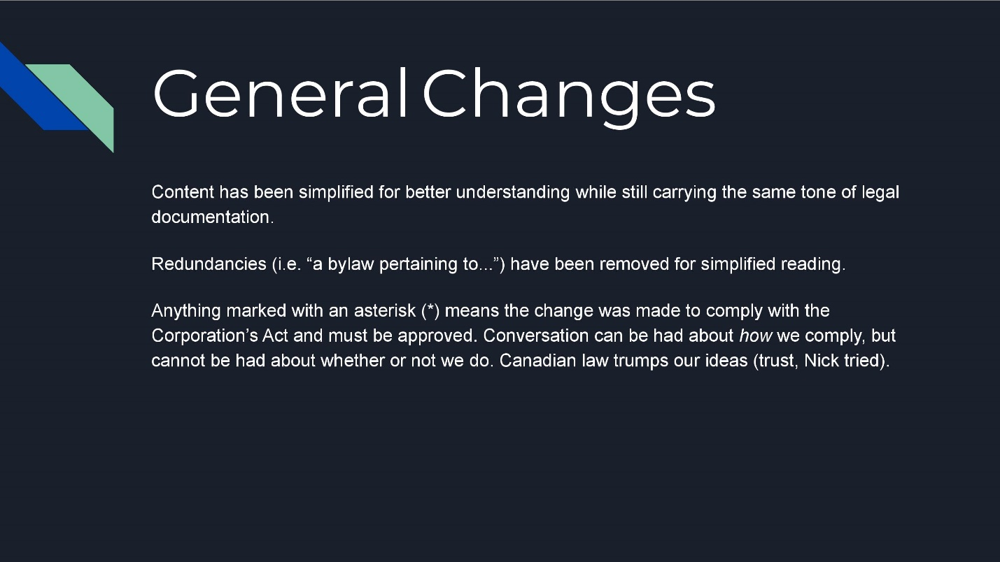 General Changes
Content has been simplified for better understanding while still carrying the same tone of legal
documentation.
Redundancies (i.e. “a bylaw pertaining to...”) have been removed for simplified reading.
Anything marked with an asterisk (*) means the change was made to comply with the
Corporation’s Act and must be approved. Conversation can be had about how we comply, but
cannot be had about whether or not we do. Canadian law trumps our ideas (trust, Nick tried).